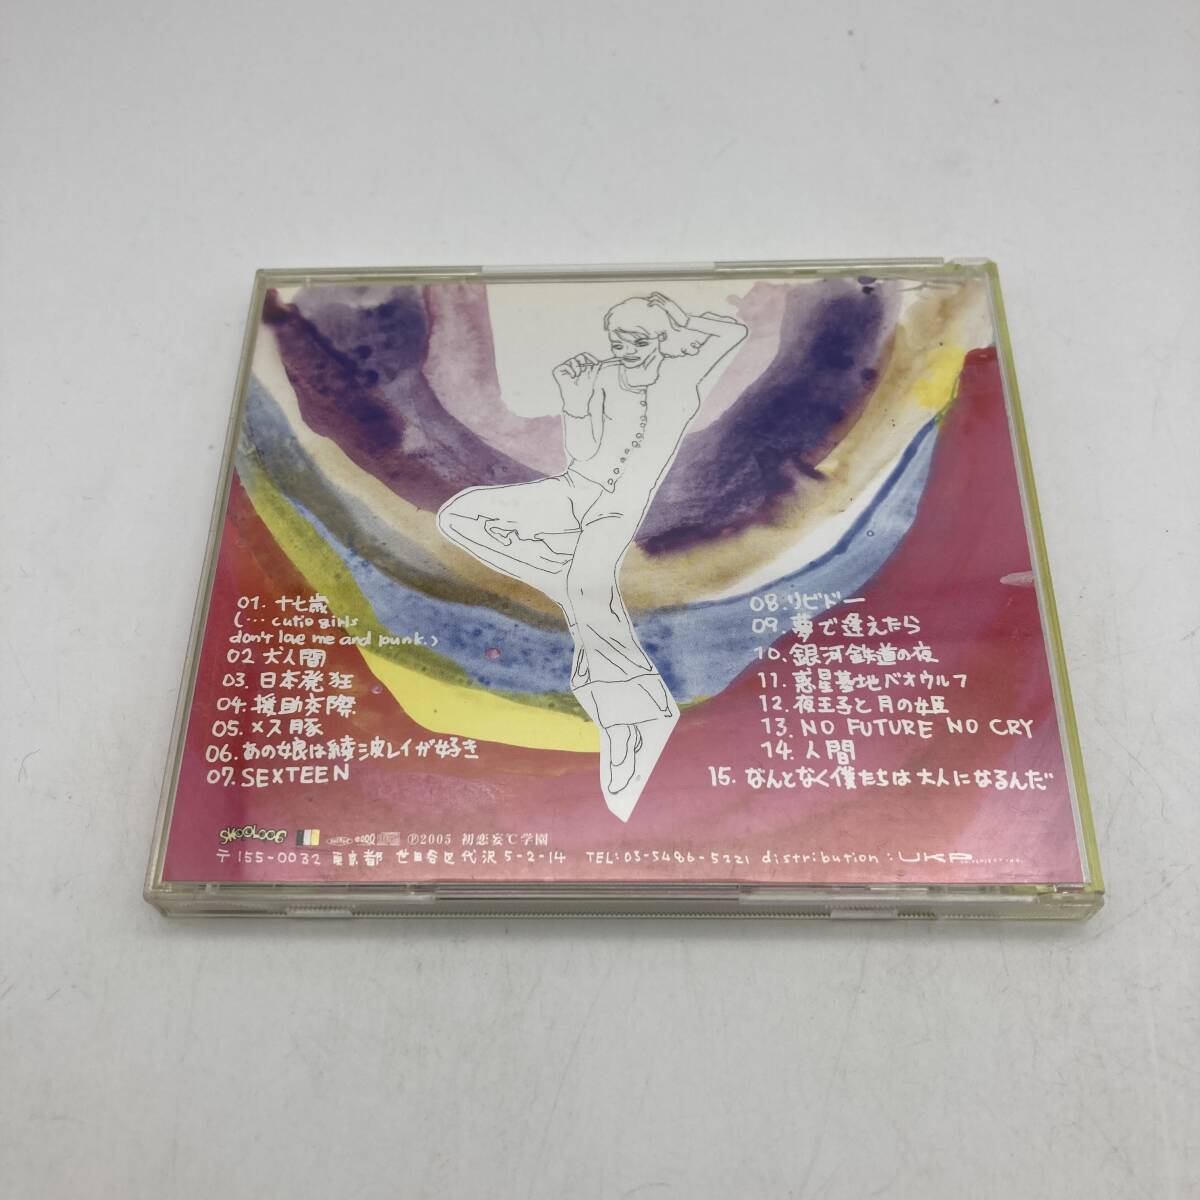 01. 十七歳
(… cutie girls
don't love me and punk.)
02 犬人間
03. 日本発狂
04. 援助交際
05. メス豚
06. あの娘は綾波レイが好き
07. SEXTEEN
08. リビドー
09. 夢で逢えたら
10. 銀河鉄道の夜
11. 惑星基地ベオウルフ
12. 夜王子と月の姫
13. NO FUTURE NO CRY
14. 人間
15. なんとなく僕たちは大人になるんだ
SKOOLOOS
Ⓟ2005 初恋妄℃学園
〒155-0032 東京都 世田谷区代沢5-2-14 TEL: 03-5486-5221 distribution: UKP